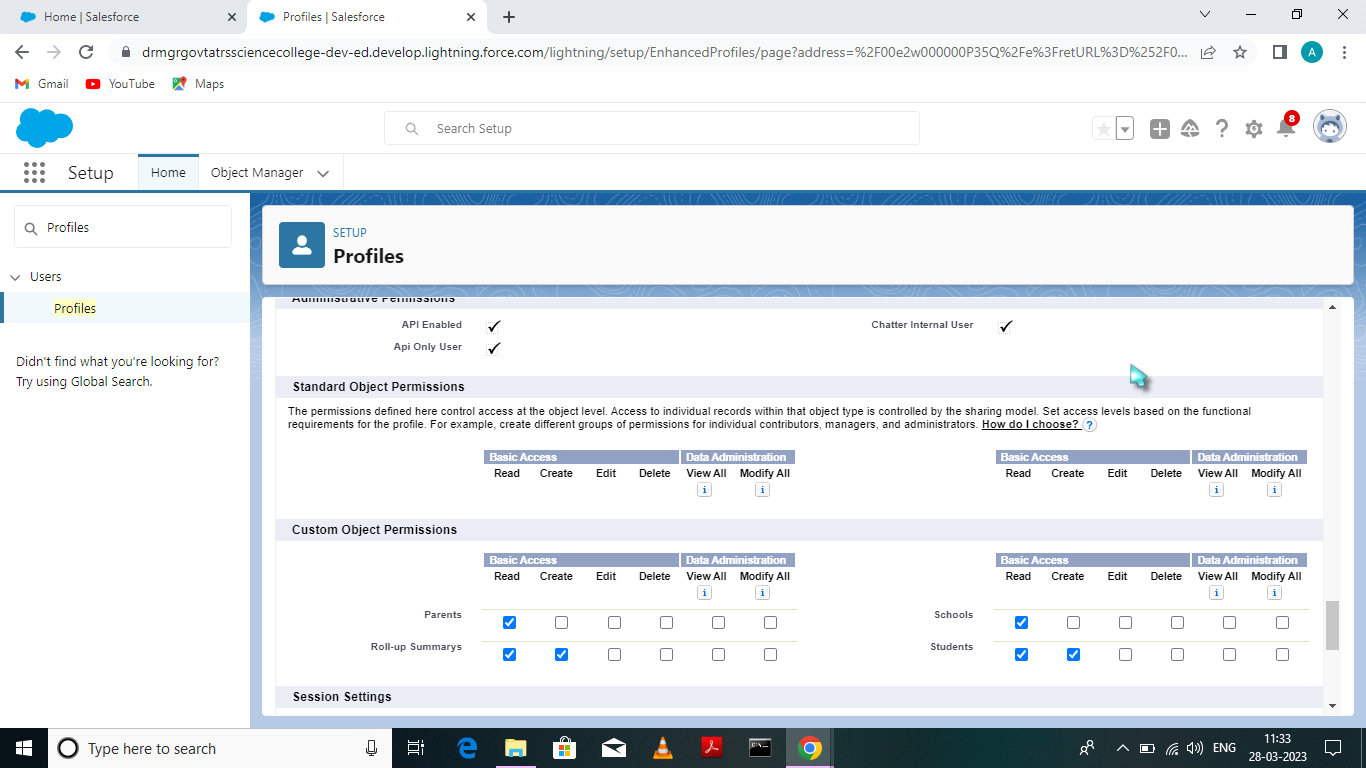 Home | Salesforce
Profiles | Salesforce
drmgrgovtatrssciencecollege-dev-ed.develop.lightning.force.com/lightning/setup/EnhancedProfiles/page?address=%2F00e2w000000P35Q%2Fe%3FretURL%3D%252F0...
A
Gmail
YouTube
Maps
Search Setup
8
Setup
Home
Object Manager
Profiles
Users
Profiles
Didn't find what you're looking for?
Try using Global Search.
SETUP
Profiles
Administrative Permissions
API Enabled
Chatter Internal User
Api Only User
Standard Object Permissions
The permissions defined here control access at the object level. Access to individual records within that object type is controlled by the sharing model. Set access levels based on the functional
requirements for the profile. For example, create different groups of permissions for individual contributors, managers, and administrators. How do I choose? ?
Basic Access Data Administration Basic Access Data Administration
Read Create Edit Delete View All Modify All Read Create Edit Delete View All Modify All
i i i i
Custom Object Permissions
Basic Access Data Administration Basic Access Data Administration
Read Create Edit Delete View All Modify All Read Create Edit Delete View All Modify All
i i i i
Parents
Schools
Roll-up Summarys
Students
Session Settings
Type here to search
ENG
11:33
28-03-2023